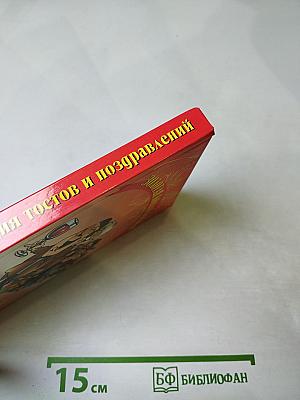 ия тостов и поздравлений
15 см
БФ БИБЛИОФАН